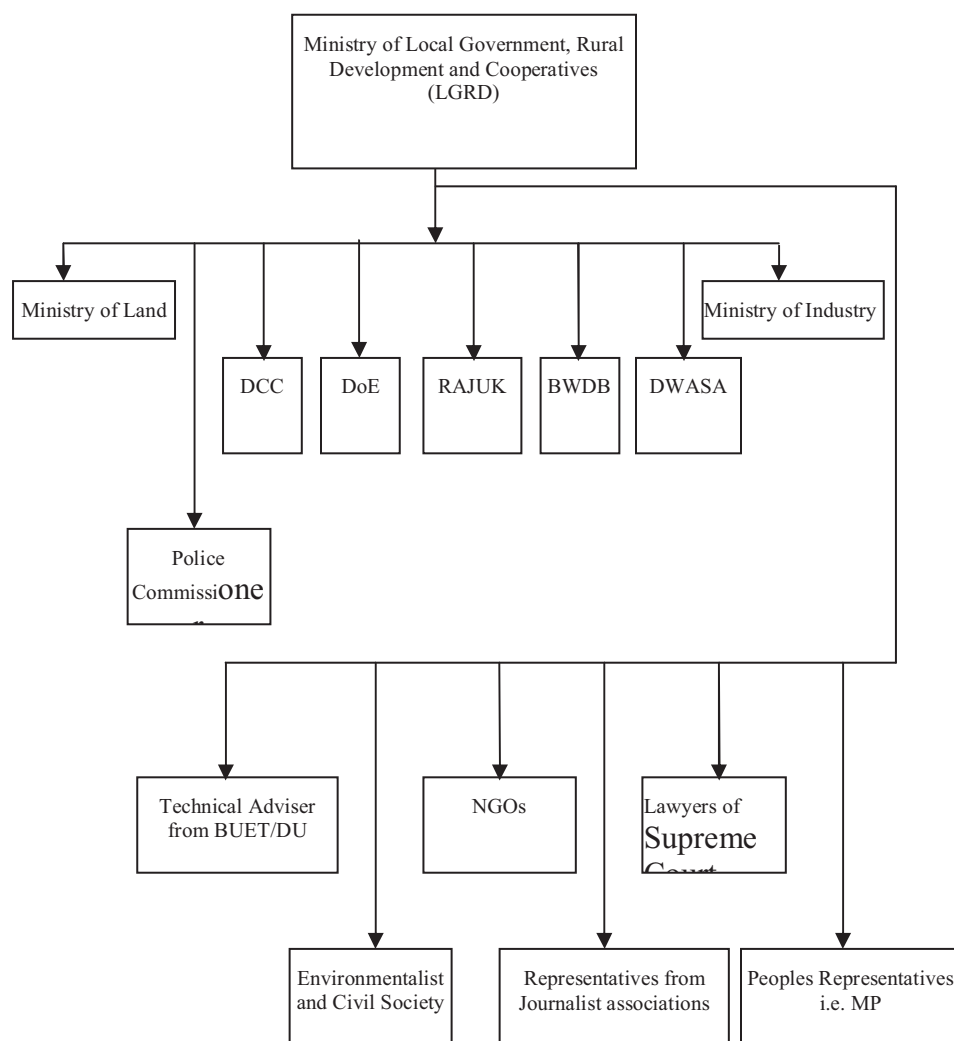 Ministry of Local Government, Rural
Development and Cooperatives
(LGRD)
Ministry of Land
Ministry of Industry
DCC
DoE
RAJUK
BWDB
DWASA
Police
Commissione
r
Technical Adviser
from BUET/DU
NGOs
Lawyers of
Supreme
Court
Environmentalist
and Civil Society
Representatives from
Journalist associations
Peoples Representatives
i.e. MP